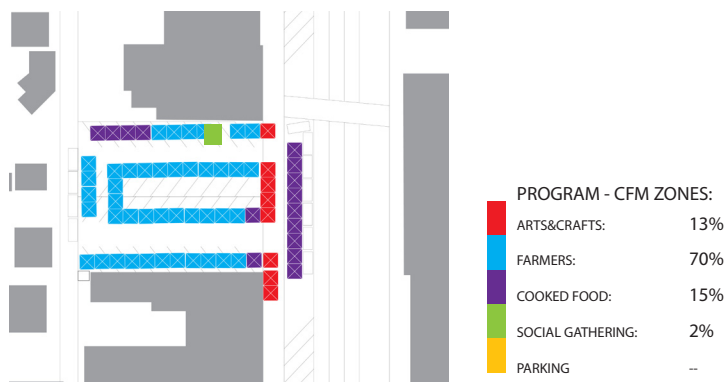 PROGRAM - CFM ZONES:
ARTS&CRAFTS: 13%
FARMERS: 70%
COOKED FOOD: 15%
SOCIAL GATHERING: 2%
PARKING --